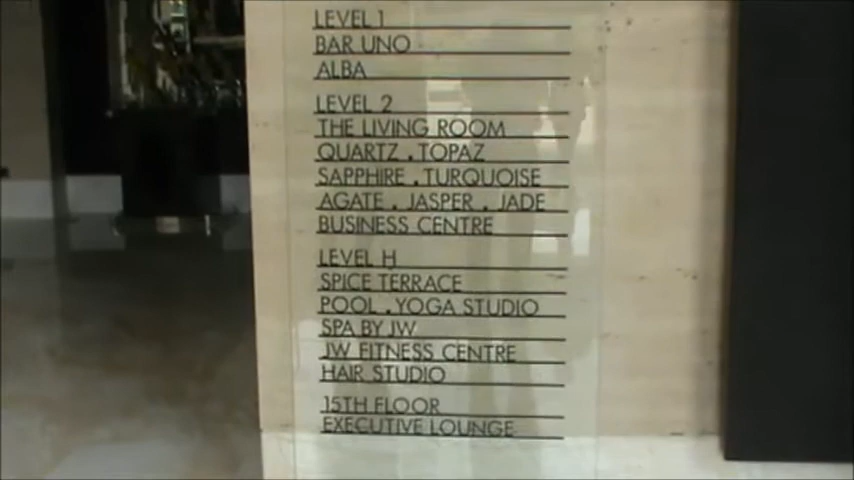 LEVEL 1
BAR UNO
ALBA
LEVEL 2
THE LIVING ROOM
QUARTZ . TOPAZ
SAPPHIRE . TURQUOISE
AGATE . JASPER . JADE
BUSINESS CENTRE
LEVEL H
SPICE TERRACE
POOL . YOGA STUDIO
SPA BY JW
JW FITNESS CENTRE
HAIR STUDIO
15TH FLOOR
EXECUTIVE LOUNGE